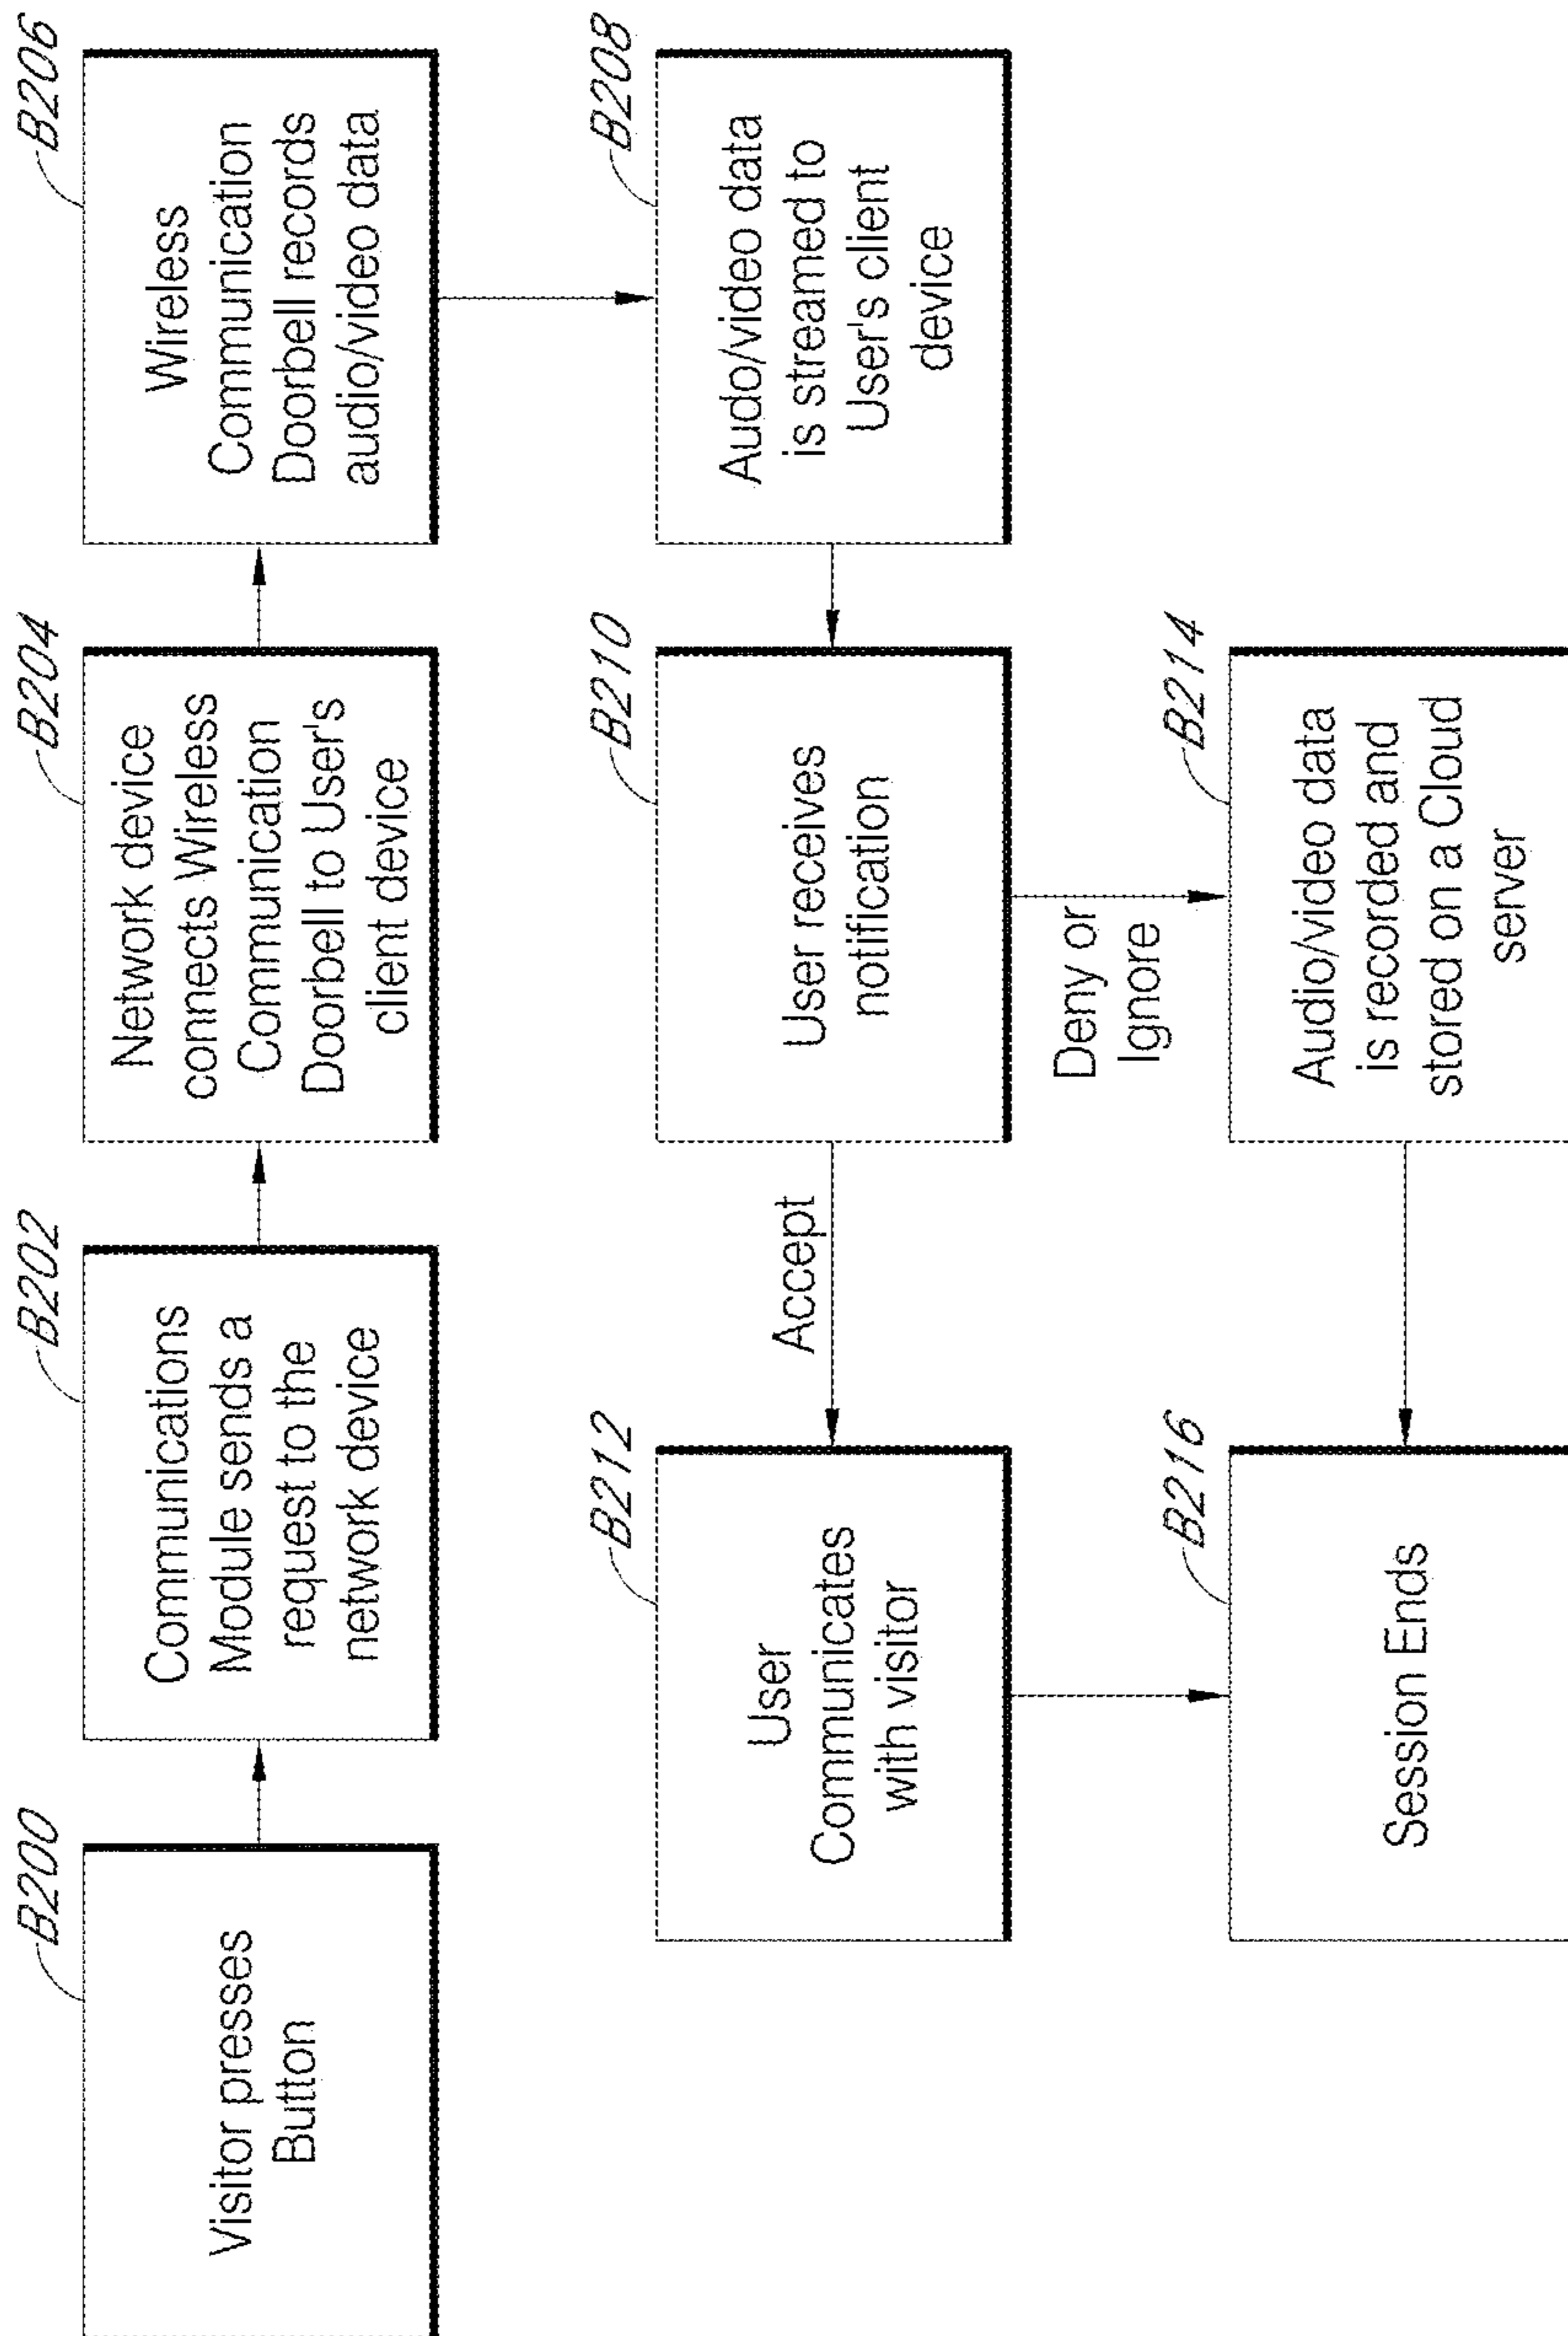 B200
Visitor presses
Button
B202
Communications
Module sends a
request to the
network device
B204
Network device
connects Wireless
Communication
Doorbell to User's
client device
B206
Wireless
Communication
Doorbell records
audio/video data
B208
Audo/video data
is streamed to
User's client
device
B210
User receives
notification
Accept
Deny or
Ignore
B212
User
Communicates
with visitor
B214
Audio/video data
is recorded and
stored on a Cloud
server
B216
Session Ends